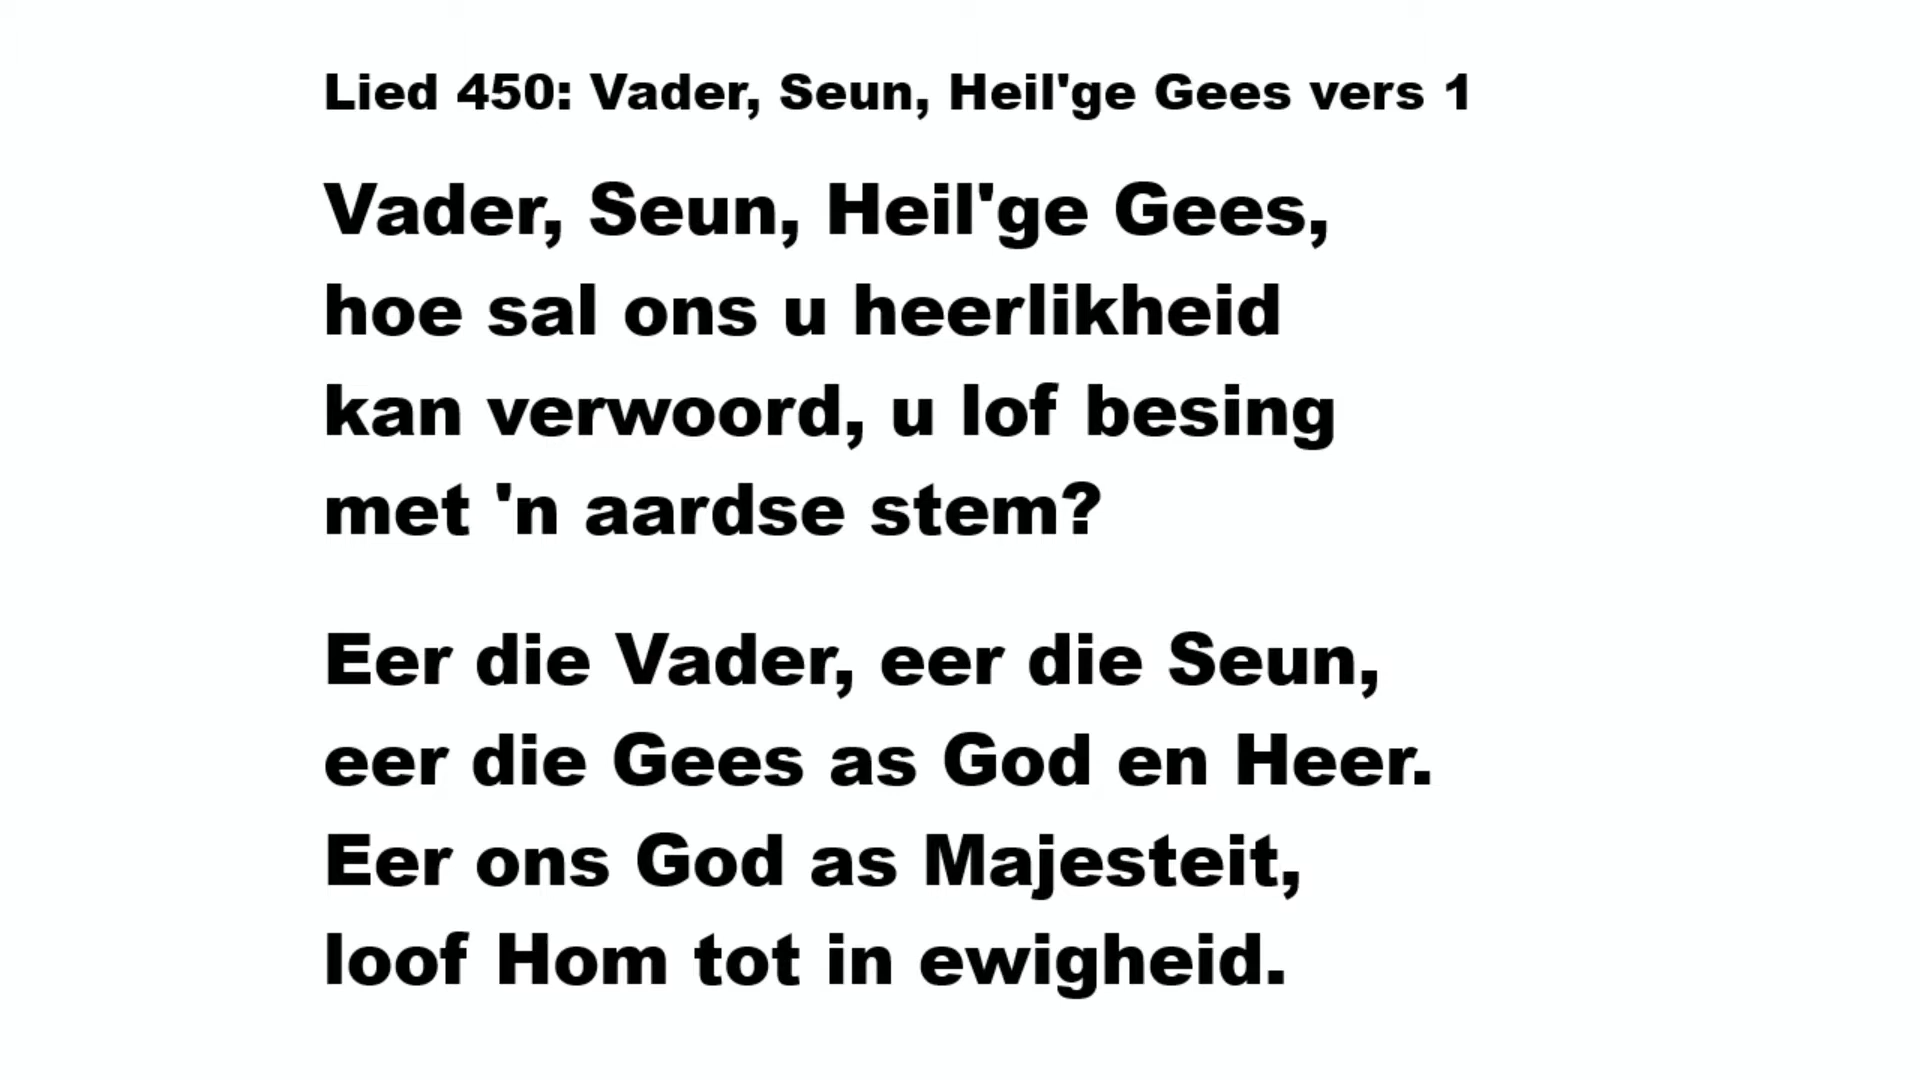 Lied 450: Vader, Seun, Heil'ge Gees vers 1
Vader, Seun, Heil'ge Gees,
hoe sal ons u heerlikheid
kan verwoord, u lof besing
met 'n aardse stem?
Eer die Vader, eer die Seun,
eer die Gees as God en Heer.
Eer ons God as Majesteit,
loof Hom tot in ewigheid.